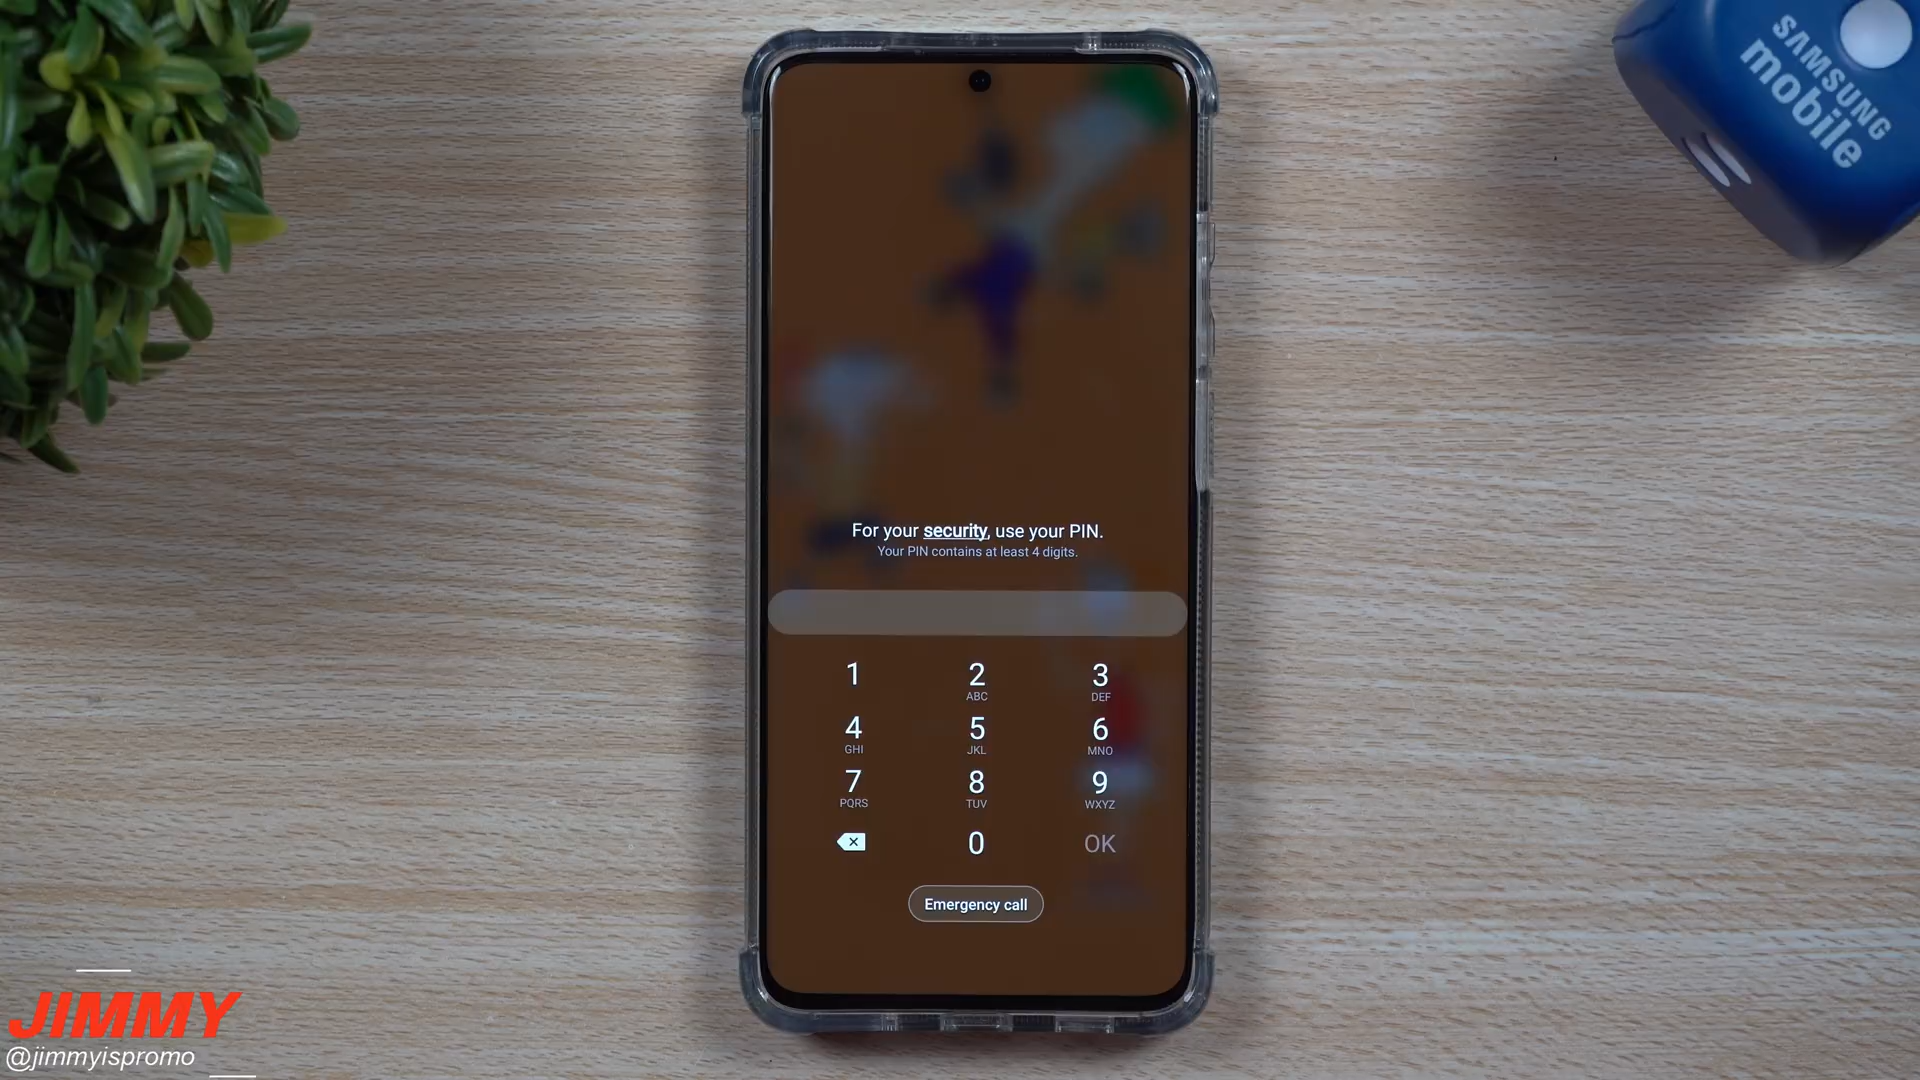 SAMSUNG
mobile
For your security, use your PIN.
Your PIN contains at least 4 digits.
1
2
ABC
3
DEF
4
GHI
5
JKL
6
MNO
7
PQRS
8
TUV
9
WXYZ
0
OK
Emergency call
JIMMY
@jimmyispromo